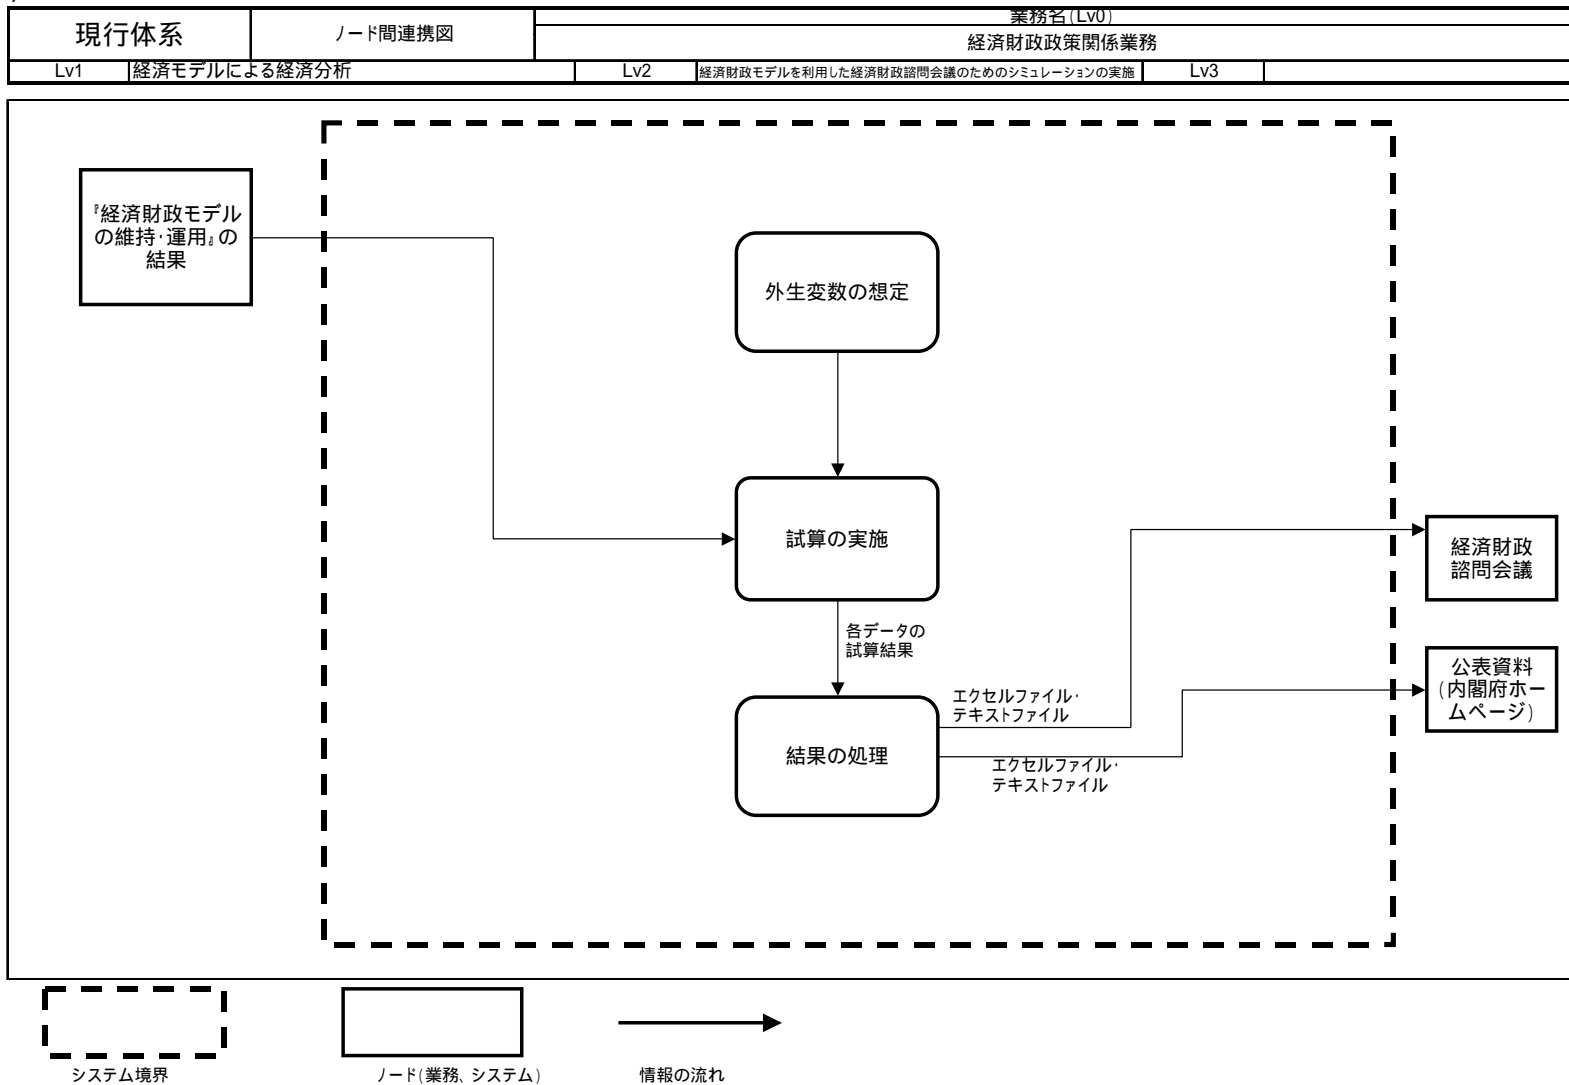 現行体系
ノード間連携図
業務名(Lv0)
経済財政政策関係業務
Lv1
経済モデルによる経済分析
Lv2
経済財政モデルを利用した経済財政諮問会議のためのシミュレーションの実施
Lv3
『経済財政モデル
の維持・運用』の
結果
外生変数の想定
試算の実施
各データの
試算結果
結果の処理
エクセルファイル・
テキストファイル
エクセルファイル・
テキストファイル
経済財政
諮問会議
公表資料
(内閣府ホー
ムページ)
システム境界
ノード(業務、システム)
情報の流れ